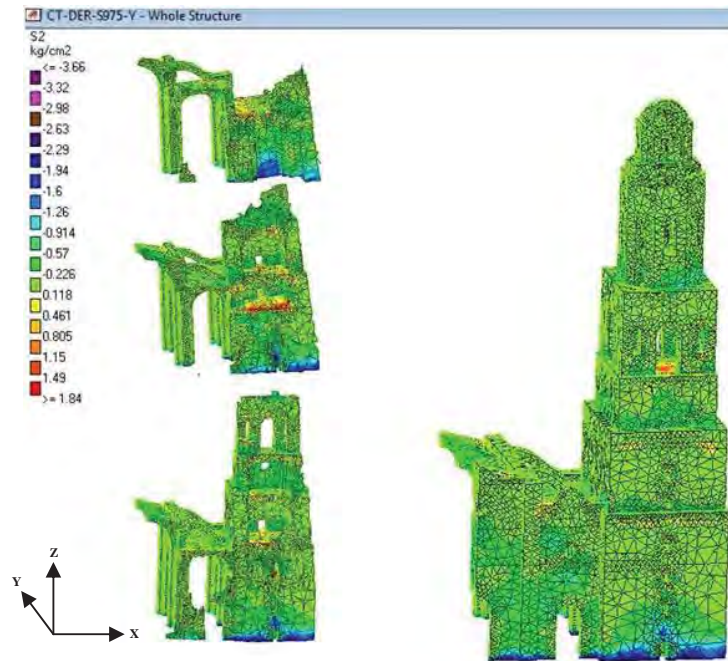 CT-DER-S975-Y - Whole Structure
S2
kg/cm2
<= -3.66
-3.32
-2.98
-2.63
-2.29
-1.94
-1.6
-1.26
-0.914
-0.57
-0.226
0.118
0.461
0.805
1.15
1.49
>= 1.84
Z
Y
X